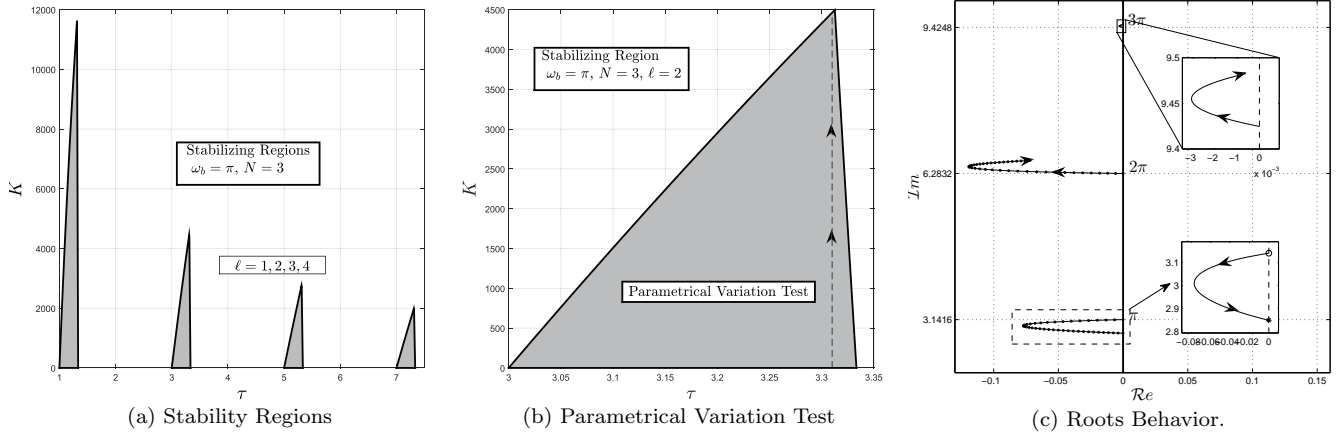 12000
10000
8000
6000
4000
2000
0
K
Stabilizing Regions
ω_b = π, N = 3
ℓ = 1, 2, 3, 4
1 2 3 4 5 6 7
τ
(a) Stability Regions
4500
4000
3500
3000
2500
2000
1500
1000
500
0
K
Stabilizing Region
ω_b = π, N = 3, ℓ = 2
Parametrical Variation Test
3 3.05 3.1 3.15 3.2 3.25 3.3 3.35
τ
(b) Parametrical Variation Test
9.4248
6.2832
3.1416
Im
3π
2π
π
9.5
9.45
9.4
−3 −2 −1 0
x 10⁻³
3.1
3
2.9
2.8
−0.08 −0.06 −0.04 −0.02 0
−0.1 −0.05 0 0.05 0.1 0.15
Re
(c) Roots Behavior.